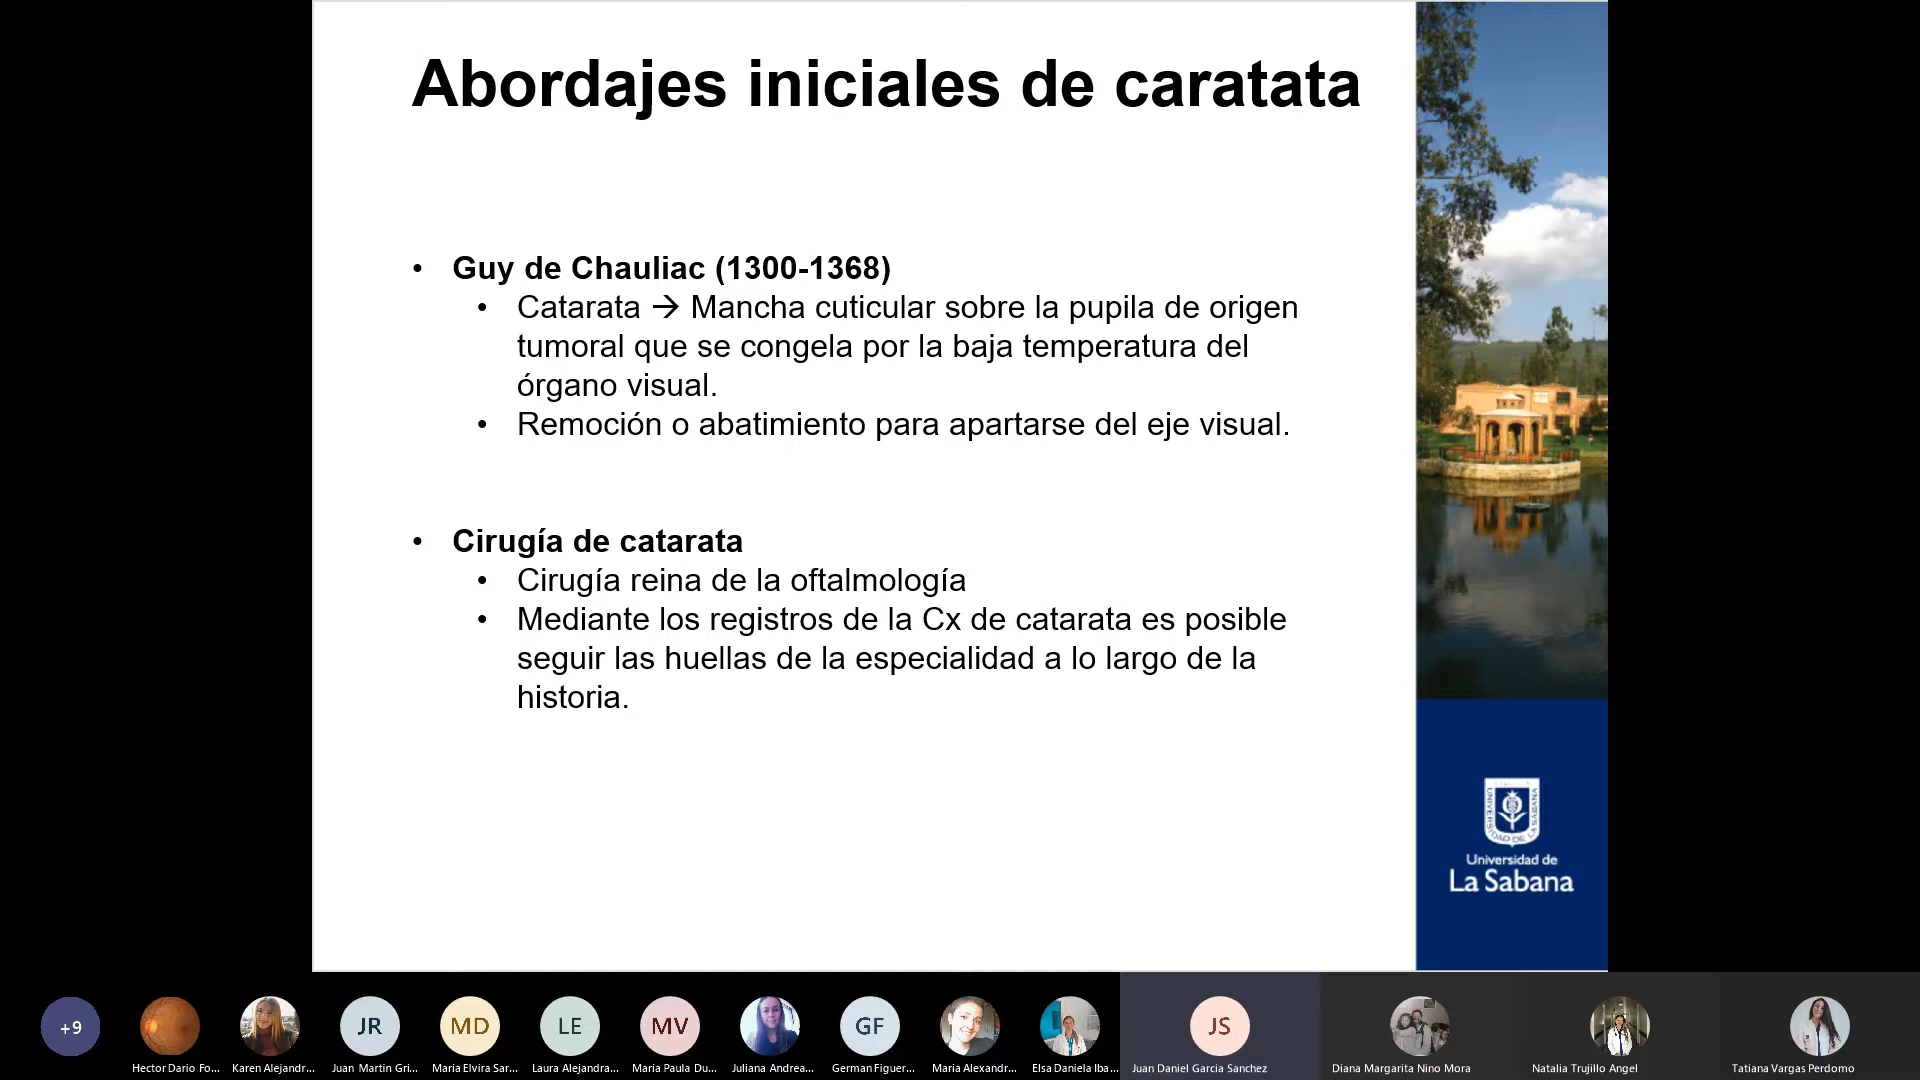 Abordajes iniciales de caratata
• Guy de Chauliac (1300-1368)
• Catarata → Mancha cuticular sobre la pupila de origen
tumoral que se congela por la baja temperatura del
órgano visual.
• Remoción o abatimiento para apartarse del eje visual.
• Cirugía de catarata
• Cirugía reina de la oftalmología
• Mediante los registros de la Cx de catarata es posible
seguir las huellas de la especialidad a lo largo de la
historia.
UNIVERSIDAD DE LA SABANA
Universidad de
La Sabana
+9
JR
MD
LE
MV
GF
JS
Hector Dario Fo...
Karen Alejandr...
Juan Martin Gri...
Maria Elvira Sar...
Laura Alejandra...
Maria Paula Du...
Juliana Andrea...
German Figuer...
Maria Alexandr...
Elsa Daniela Iba...
Juan Daniel Garcia Sanchez
Diana Margarita Nino Mora
Natalia Trujillo Angel
Tatiana Vargas Perdomo